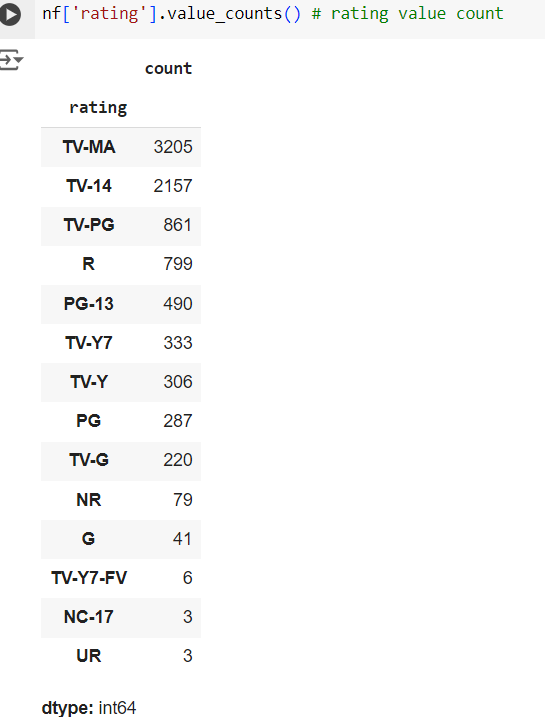 nf['rating'].value_counts() # rating value count
count
rating
TV-MA 3205
TV-14 2157
TV-PG 861
R 799
PG-13 490
TV-Y7 333
TV-Y 306
PG 287
TV-G 220
NR 79
G 41
TV-Y7-FV 6
NC-17 3
UR 3
dtype: int64